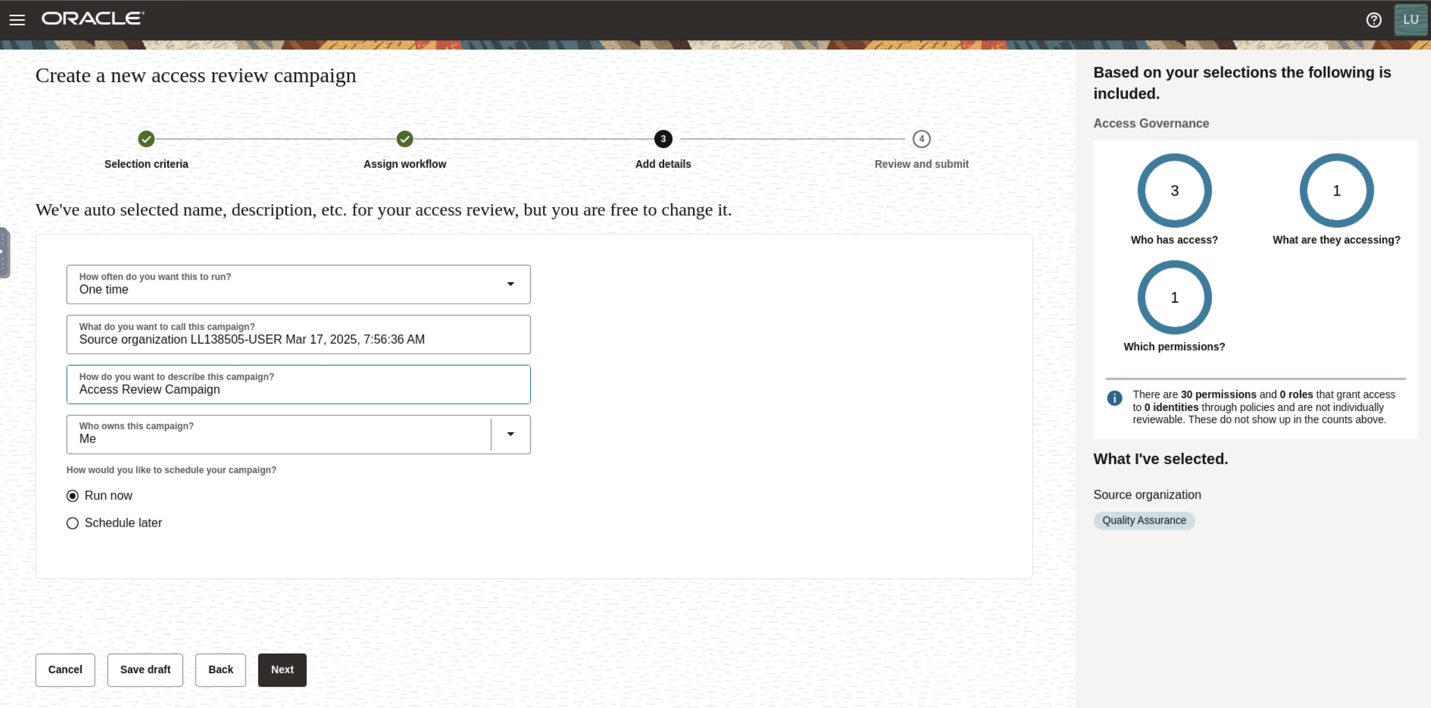 ORACLE
LU
Create a new access review campaign
3
4
Selection criteria
Assign workflow
Add details
Review and submit
We've auto selected name, description, etc. for your access review, but you are free to change it.
How often do you want this to run?
One time
What do you want to call this campaign?
Source organization LL138505-USER Mar 17, 2025, 7:56:36 AM
How do you want to describe this campaign?
Access Review Campaign
Who owns this campaign?
Me
How would you like to schedule your campaign?
Run now
Schedule later
Cancel
Save draft
Back
Next
Based on your selections the following is
included.
Access Governance
3
1
Who has access?
What are they accessing?
1
Which permissions?
There are 30 permissions and 0 roles that grant access
to 0 identities through policies and are not individually
reviewable. These do not show up in the counts above.
What I've selected.
Source organization
Quality Assurance